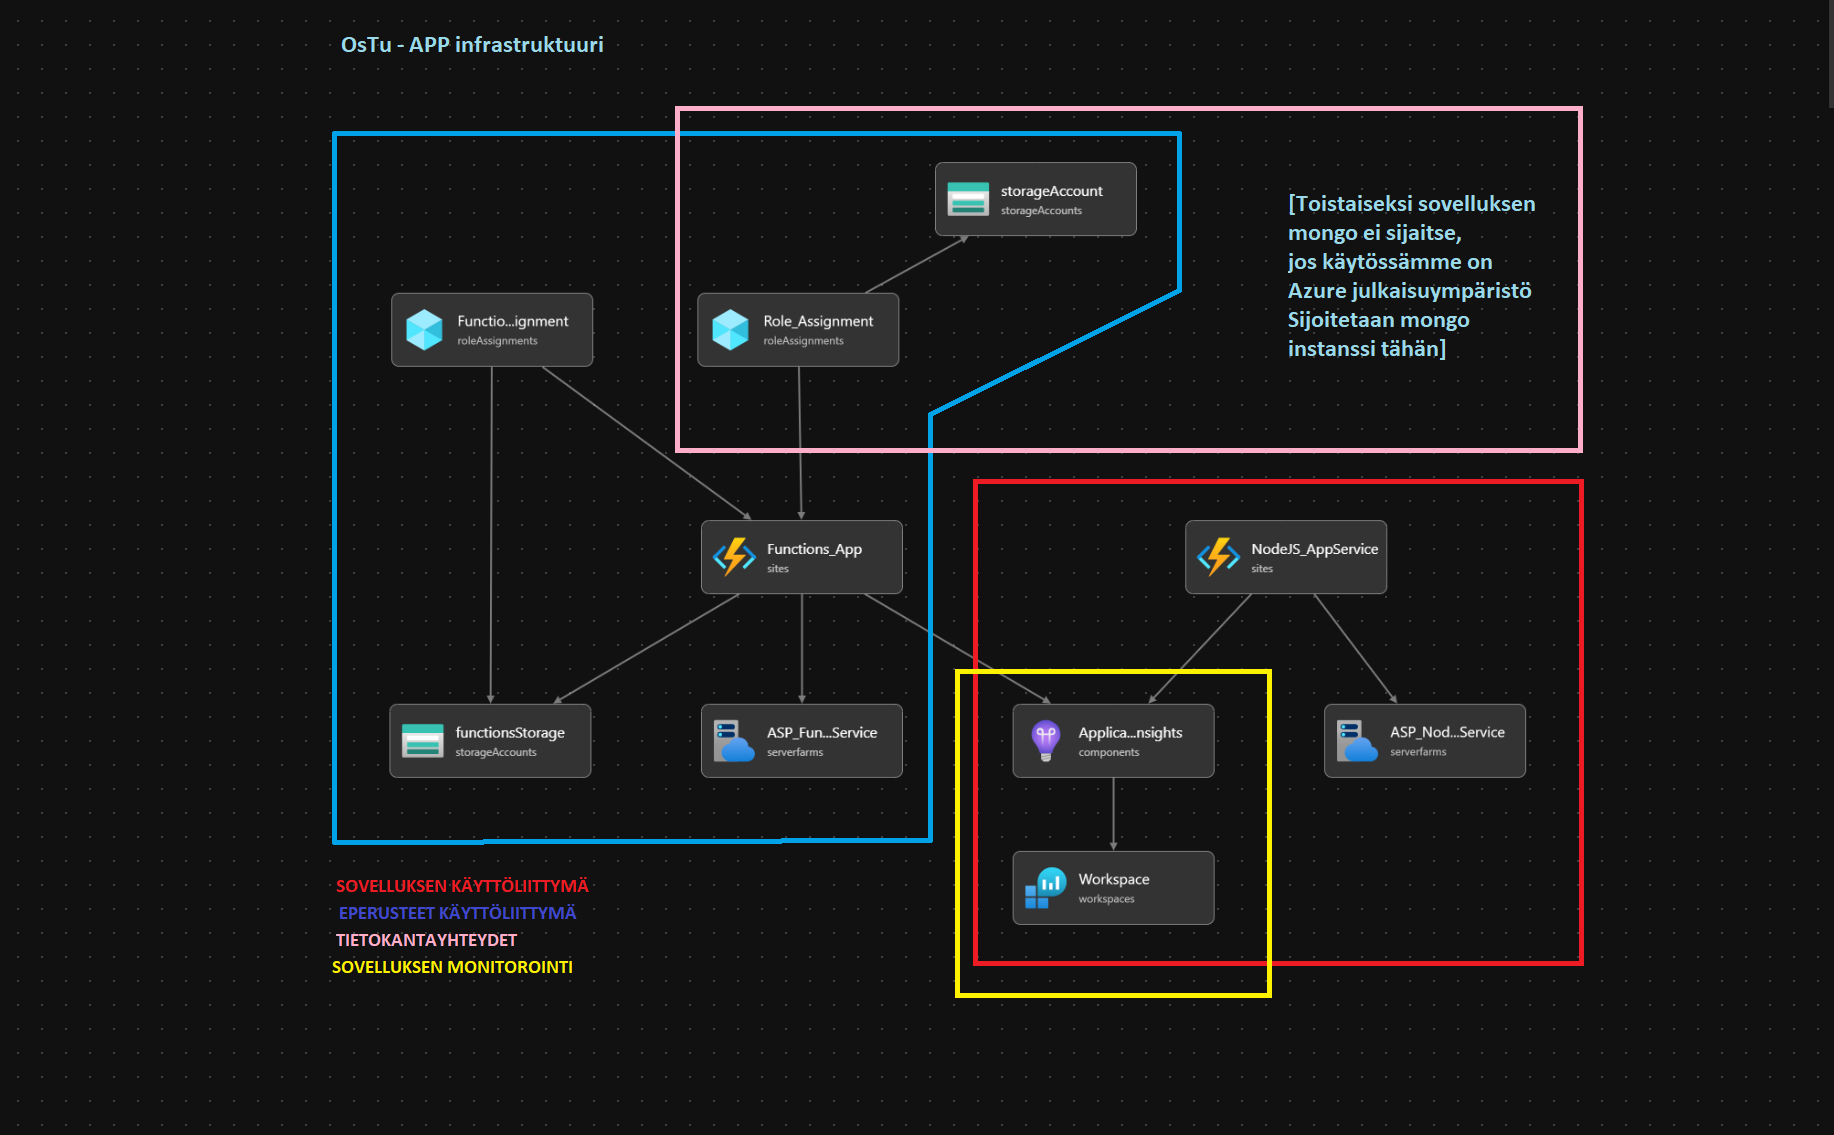 OsTu - APP infrastruktuuri
storageAccount
storageAccounts
[Toistaiseksi sovelluksen
mongo ei sijaitse,
jos käytössämme on
Azure julkaisuympäristö
Sijoitetaan mongo
instanssi tähän]
Functio...ignment
roleAssignments
Role_Assignment
roleAssignments
Functions_App
sites
NodeJS_AppService
sites
functionsStorage
storageAccounts
ASP_Fun...Service
serverfarms
Applica...nsights
components
ASP_Nod...Service
serverfarms
Workspace
workspaces
SOVELLUKSEN KÄYTTÖLIITTYMÄ
EPERUSTEET KÄYTTÖLIITTYMÄ
TIETOKANTAYHTEYDET
SOVELLUKSEN MONITOROINTI